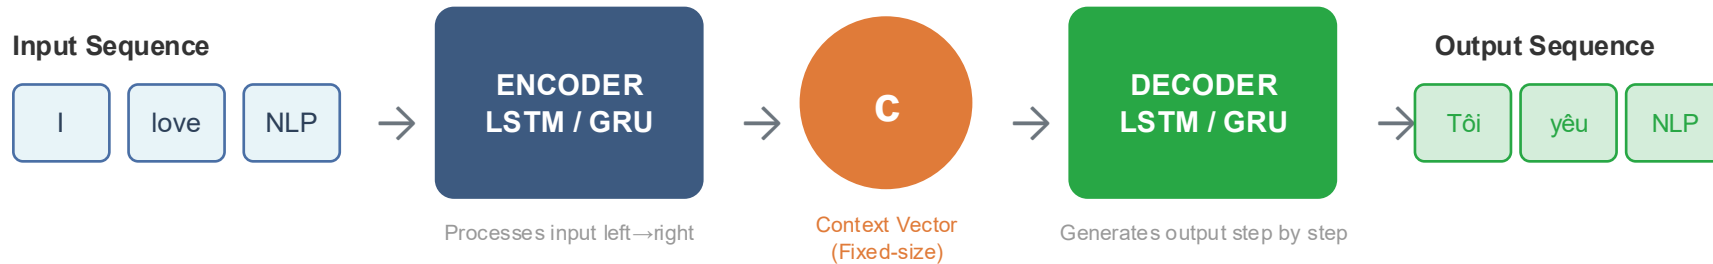 Input Sequence
I love NLP
ENCODER
LSTM / GRU
Processes input left→right
c
Context Vector
(Fixed-size)
DECODER
LSTM / GRU
Generates output step by step
Output Sequence
Tôi yêu NLP